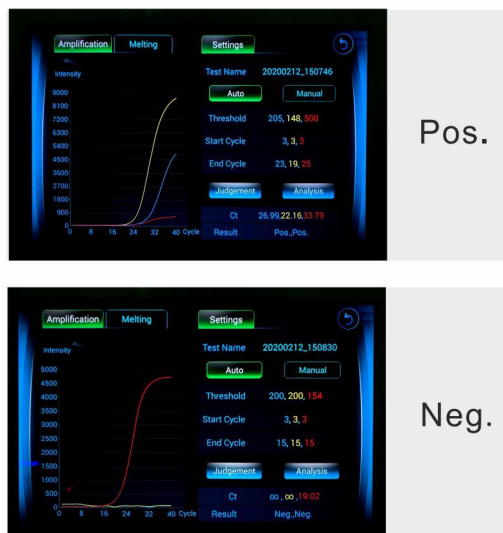 Amplification Melting Settings
Intensity
Test Name 20200212_150746
Auto Manual
Threshold 205, 148, 500
Start Cycle 3, 3, 3
End Cycle 23, 19, 25
Judgement Analysis
Ct 26.99,22.16,33.79
Result Pos.,Pos.
9000
8100
7200
6300
5400
4500
3600
2700
1800
900
0
0 8 16 24 32 40 Cycle
Pos.
Amplification Melting Settings
Intensity
Test Name 20200212_150830
Auto Manual
Threshold 200, 200, 154
Start Cycle 3, 3, 3
End Cycle 15, 15, 15
Judgement Analysis
Ct ∞ , ∞ ,19.02
Result Neg.,Neg.
5000
4500
4000
3500
3000
2500
2000
1500
1000
500
0
0 8 16 24 32 40 Cycle
Neg.